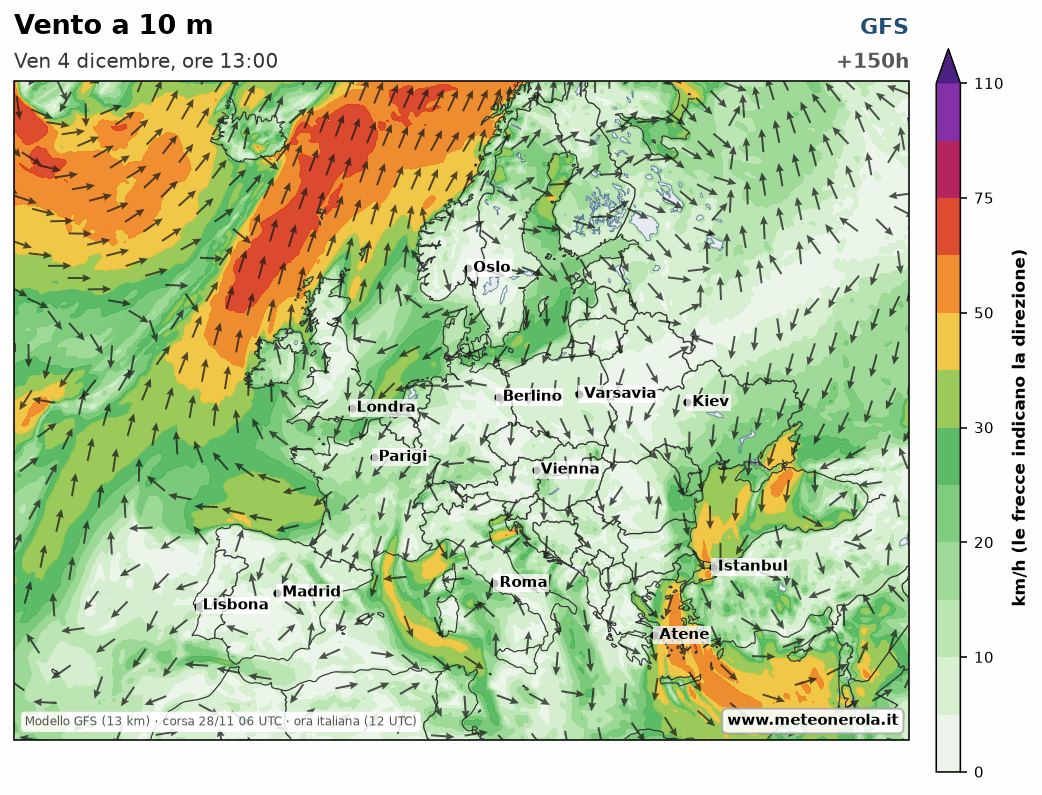 Vento a 10 m
GFS
Ven 4 dicembre, ore 13:00
+150h
110
75
50
30
20
10
0
km/h (le frecce indicano la direzione)
Oslo
Berlino
Varsavia
Kiev
Londra
Parigi
Vienna
Istanbul
Roma
Madrid
Lisbona
Atene
Modello GFS (13 km) · corsa 28/11 06 UTC · ora italiana (12 UTC)
www.meteonerola.it